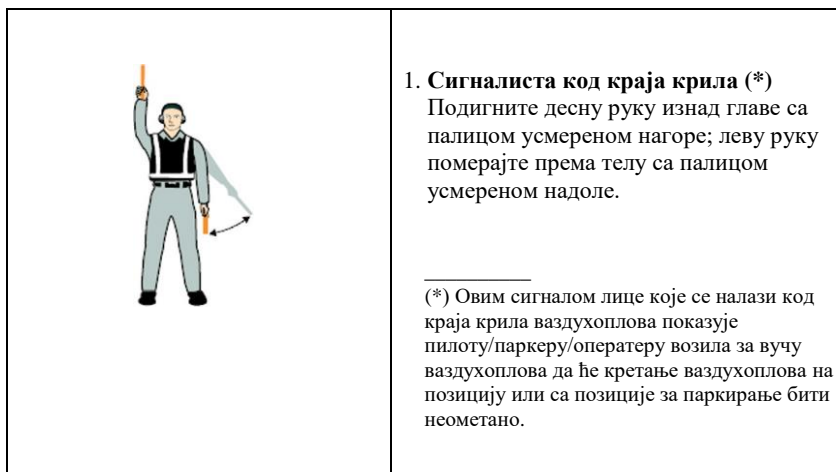 1. Сигналиста код краја крила (*)
Подигните десну руку изнад главе са
палицом усмереном нагоре; леву руку
померајте према телу са палицом
усмереном надоле.
(*) Овим сигналом лице које се налази код
краја крила ваздухоплова показује
пилоту/паркеру/оператеру возила за вучу
ваздухоплова да ће кретање ваздухоплова на
позицију или са позиције за паркирање бити
неометано.